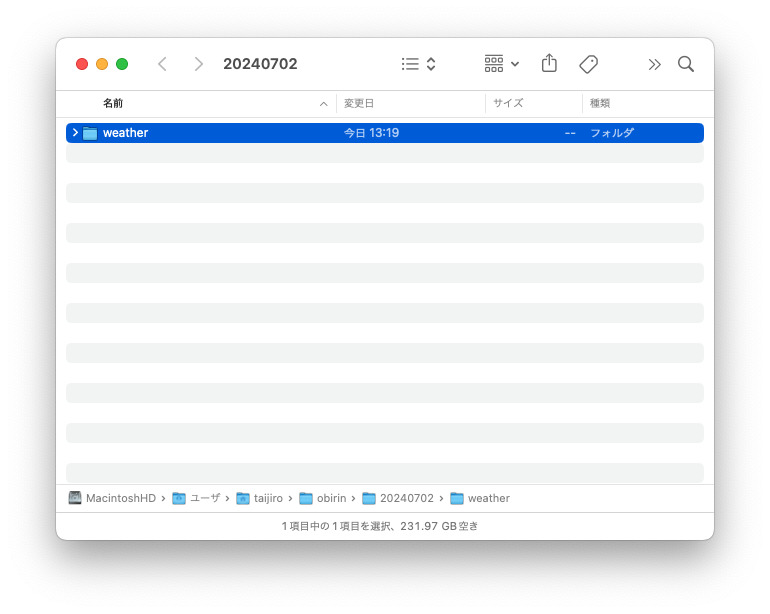 20240702
名前 変更日 サイズ 種類
weather 今日 13:19 -- フォルダ
MacintoshHD › ユーザ › taijiro › obirin › 20240702 › weather
1項目中の1項目を選択、231.97 GB空き